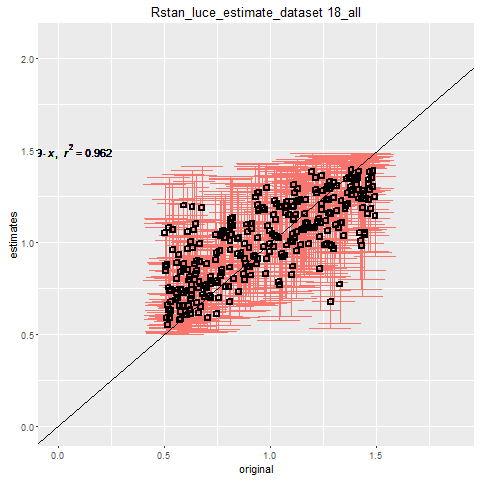 Rstan_luce_estimate_dataset 18_all
2.0
1.5
9· x, r² = 0.962
1.0
0.5
0.0
estimates
0.0 0.5 1.0 1.5
original